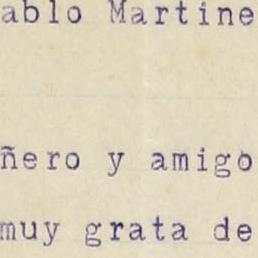 ablo Martine
ñero y amigo
muy grata de